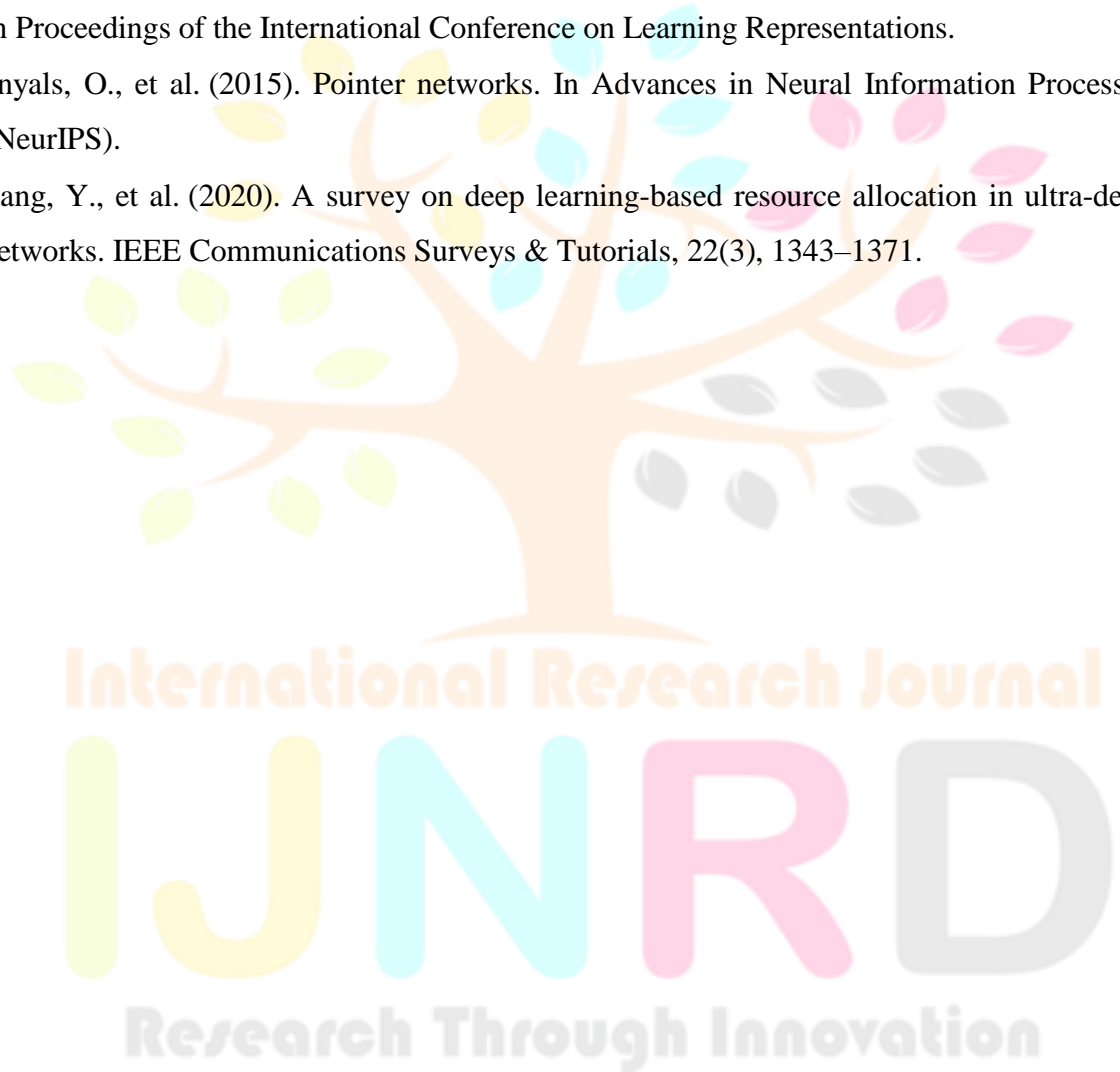 n Proceedings of the International Conference on Learning Representations.
nyals, O., et al. (2015). Pointer networks. In Advances in Neural Information Process
NeurIPS).
ang, Y., et al. (2020). A survey on deep learning-based resource allocation in ultra-de
etworks. IEEE Communications Surveys & Tutorials, 22(3), 1343–1371.
International Research Journal
IJNRD
Research Through Innovation